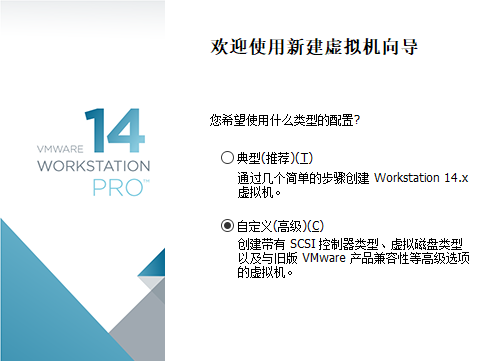 欢迎使用新建虚拟机向导
VMWARE 14
WORKSTATION
PRO™
您希望使用什么类型的配置?
典型(推荐)(T)
通过几个简单的步骤创建 Workstation 14.x
虚拟机。
自定义(高级)(C)
创建带有 SCSI 控制器类型、虚拟磁盘类型
以及与旧版 VMware 产品兼容性等高级选项
的虚拟机。